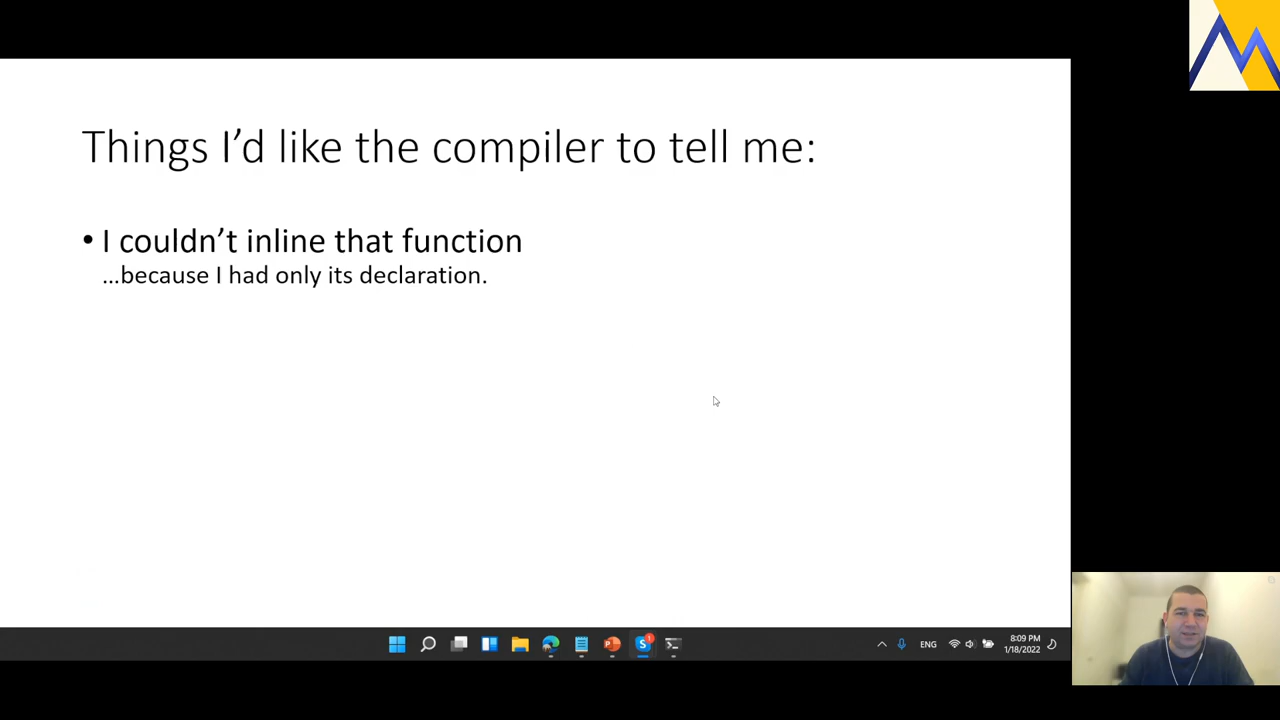 Things I’d like the compiler to tell me:
• I couldn’t inline that function
...because I had only its declaration.
S 1
ENG
8:09 PM
1/18/2022